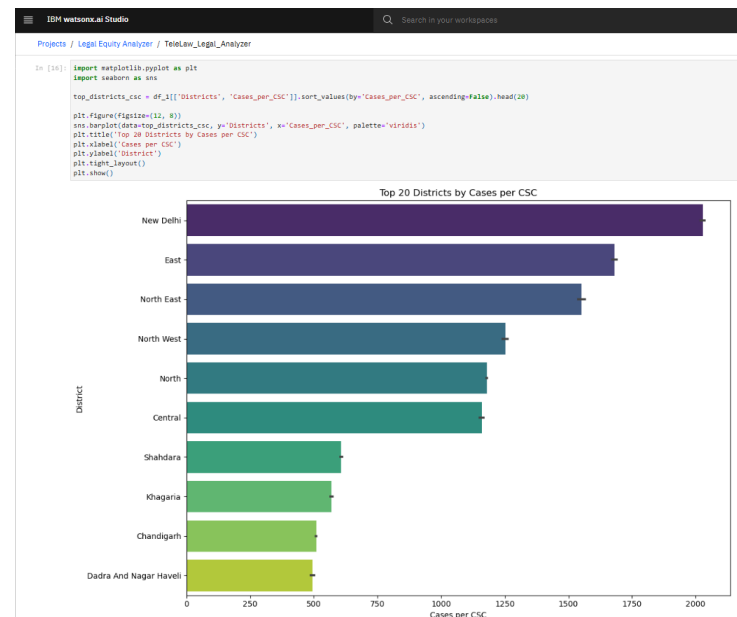 IBM watsonx.ai Studio
Search in your workspaces
Projects / Legal Equity Analyzer / TeleLaw_Legal_Analyzer
In [16]: import matplotlib.pyplot as plt
import seaborn as sns
top_districts_csc = df_1[['Districts', 'Cases_per_CSC']].sort_values(by='Cases_per_CSC', ascending=False).head(20)
plt.figure(figsize=(12, 8))
sns.barplot(data=top_districts_csc, y='Districts', x='Cases_per_CSC', palette='viridis')
plt.title('Top 20 Districts by Cases per CSC')
plt.xlabel('Cases per CSC')
plt.ylabel('District')
plt.tight_layout()
plt.show()
Top 20 Districts by Cases per CSC
New Delhi
East
North East
North West
North
District
Central
Shahdara
Khagaria
Chandigarh
Dadra And Nagar Haveli
0 250 500 750 1000 1250 1500 1750 2000
Cases per CSC